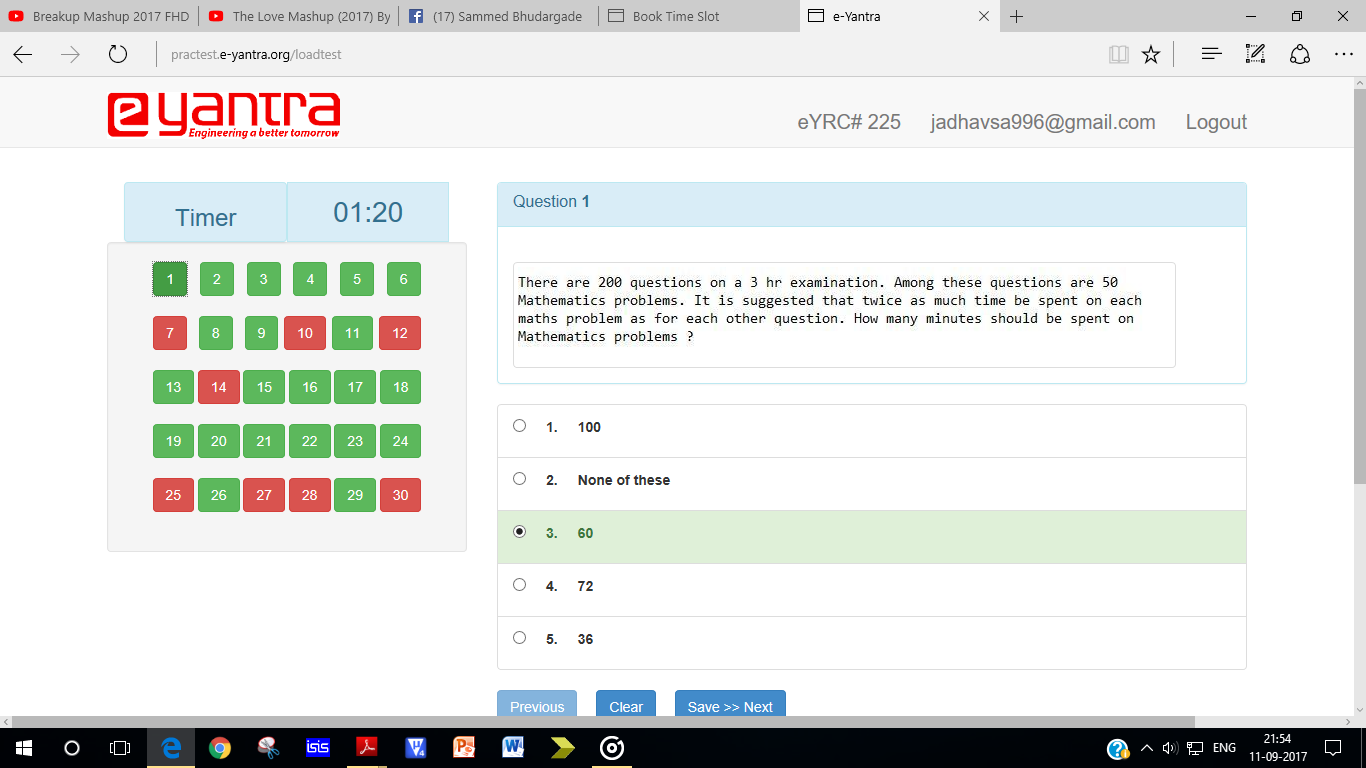 Breakup Mashup 2017 FHD
The Love Mashup (2017) By
(17) Sammed Bhudargade
Book Time Slot
e-Yantra
practest.e-yantra.org/loadtest
e yantra
Engineering a better tomorrow
eYRC# 225 jadhavsa996@gmail.com Logout
Timer 01:20
1 2 3 4 5 6
7 8 9 10 11 12
13 14 15 16 17 18
19 20 21 22 23 24
25 26 27 28 29 30
Question 1
There are 200 questions on a 3 hr examination. Among these questions are 50
Mathematics problems. It is suggested that twice as much time be spent on each
maths problem as for each other question. How many minutes should be spent on
Mathematics problems ?
1. 100
2. None of these
3. 60
4. 72
5. 36
Previous Clear Save >> Next
isis
ENG
21:54
11-09-2017